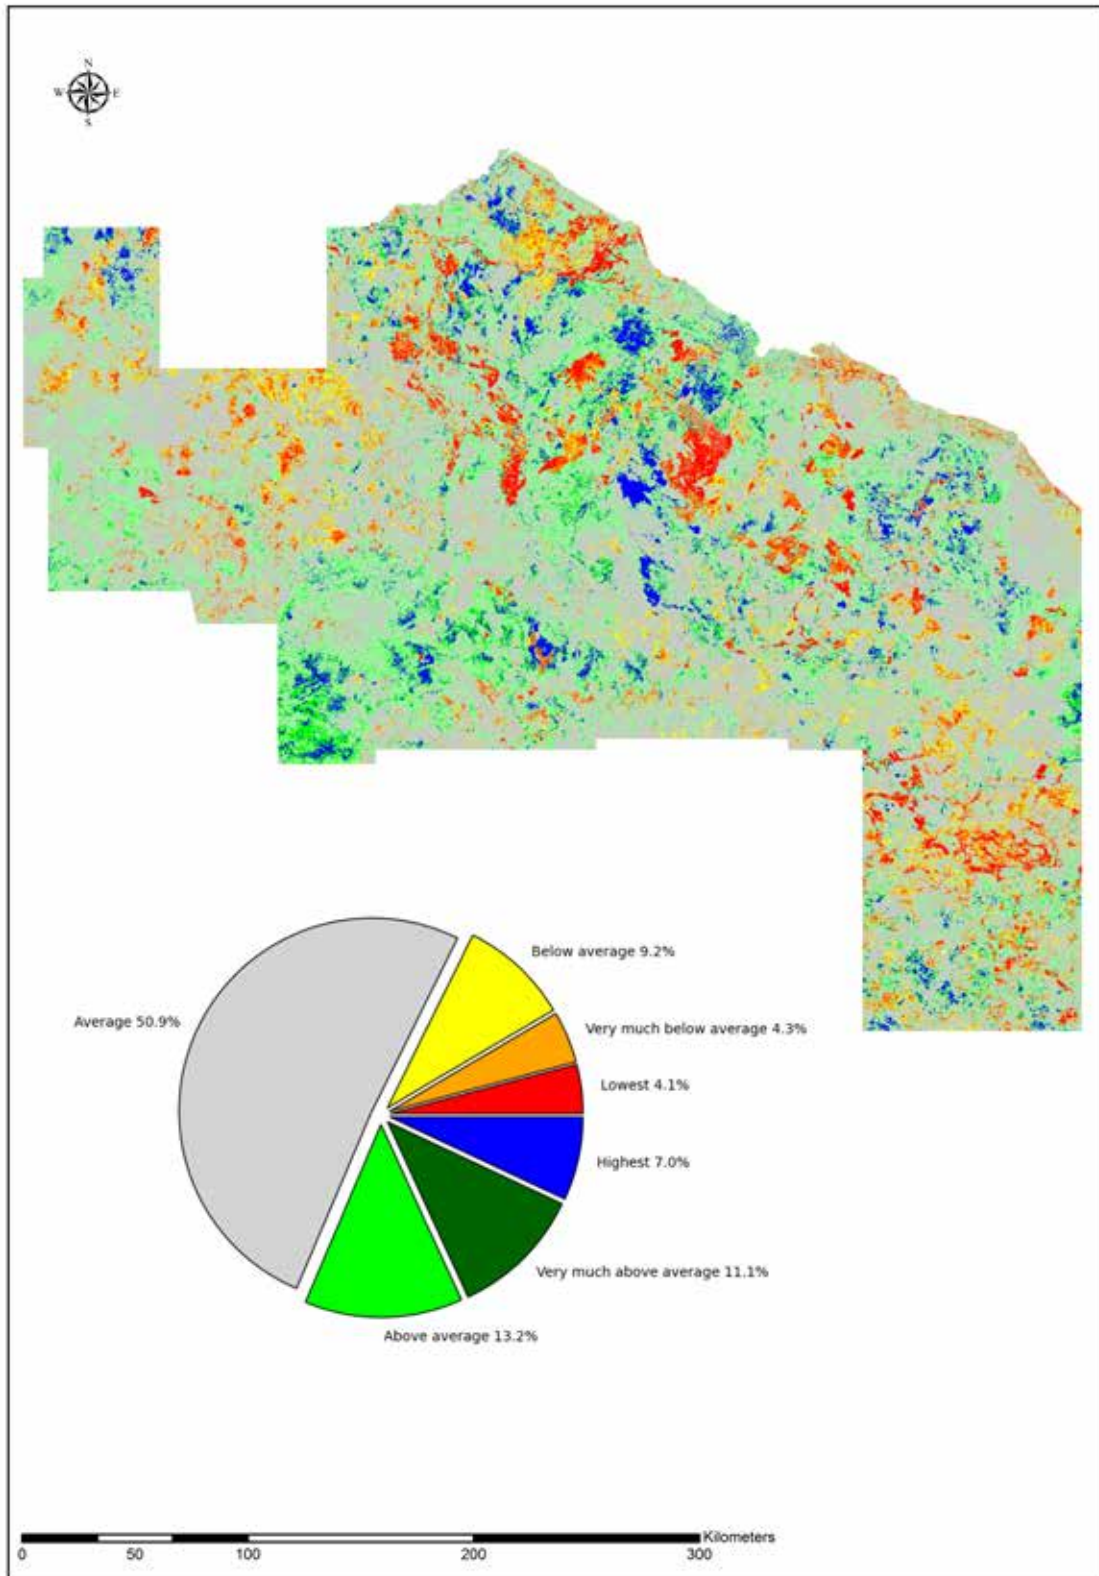 N
W E
S
Below average 9.2%
Average 50.9%
Very much below average 4.3%
Lowest 4.1%
Highest 7.0%
Very much above average 11.1%
Above average 13.2%
Kilometers
0 50 100 200 300